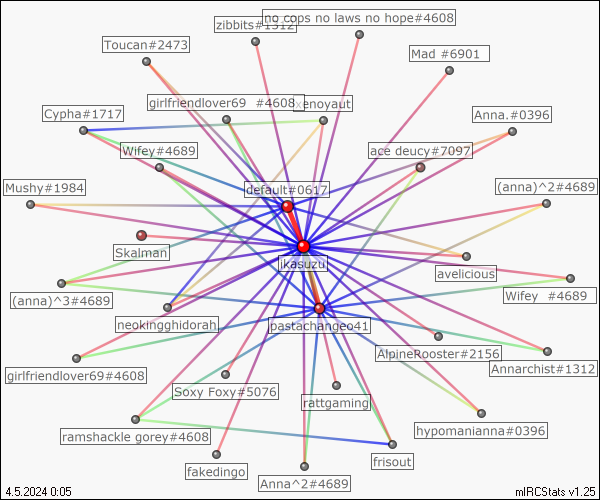 no cops no laws no hope#4608
zibbits#1312
Toucan#2473
Mad #6901
girlfriendlover69 #4608
xenoyaut
Cypha#1717
Anna.#0396
Wifey#4689
ace deucy#7097
Mushy#1984
default#0617
(anna)^2#4689
Skalman
ikasuzu
avelicious
(anna)^3#4689
Wifey #4689
neokingghidorah
pastachangeo41
AlpineRooster#2156
girlfriendlover69#4608
Annarchist#1312
Soxy Foxy#5076
rattgaming
hypomanianna#0396
ramshackle gorey#4608
frisout
fakedingo
Anna^2#4689
4.5.2024 0:05
mIRCStats v1.25